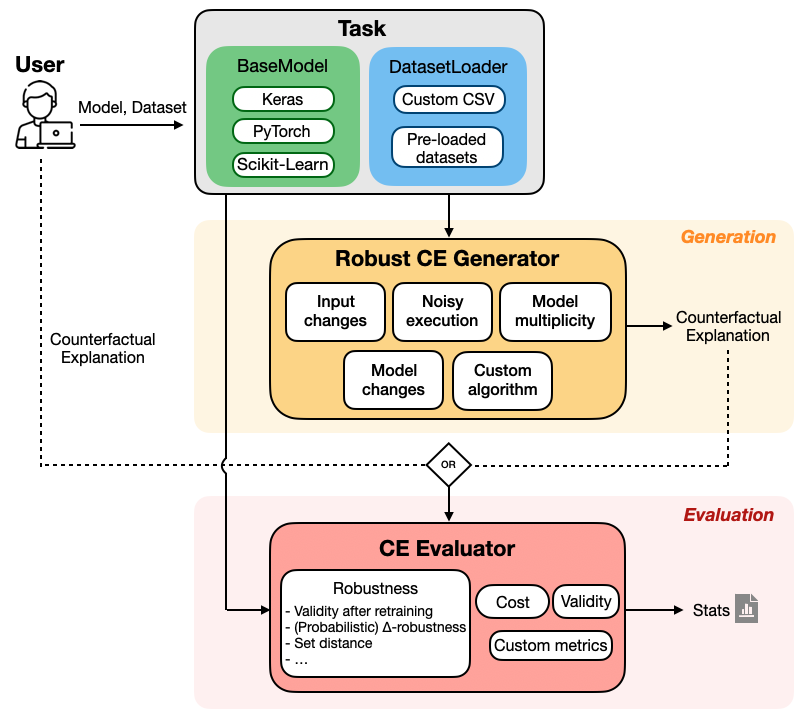 Task
User
BaseModel
DatasetLoader
Keras
Custom CSV
Model, Dataset
PyTorch
Pre-loaded
datasets
Scikit-Learn
Generation
Robust CE Generator
Input
changes
Noisy
execution
Model
multiplicity
Counterfactual
Explanation
Counterfactual
Explanation
Model
changes
Custom
algorithm
OR
Evaluation
CE Evaluator
Robustness
- Validity after retraining
- (Probabilistic) Δ-robustness
- Set distance
- ...
Cost
Validity
Custom metrics
Stats